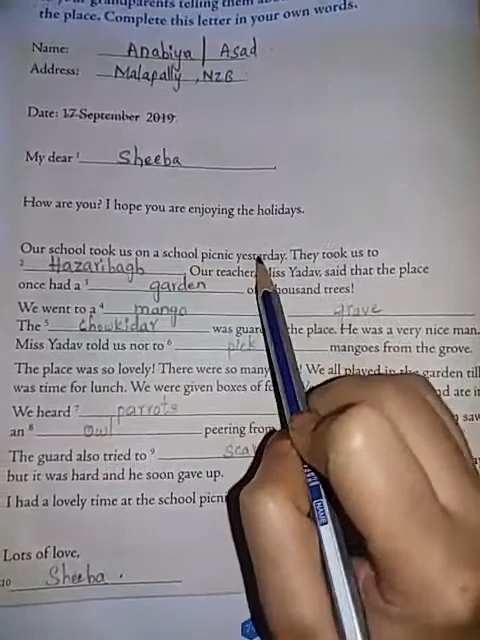 grandparents telling them
the place. Complete this letter in your own words.
Name: Anabiya | Asad
Address: Malapally, NZB
Date: 17 September 2019
My dear 1 Sheeba
How are you? I hope you are enjoying the holidays.
Our school took us on a school picnic yesterday. They took us to
2 Hazaribagh. Our teacher, Miss Yadav, said that the place
once had a 3 garden thousand trees!
We went to a 4 mango grave
The 5 chowkidar was the place. He was a very nice man.
Miss Yadav told us not to 6 pick mangoes from the grove.
The place was so lovely! There were so many We all played in the garden till
was time for lunch. We were given boxes of
We heard 7 parrots
an 8 owl peering from
The guard also tried to 9
but it was hard and he soon gave up.
I had a lovely time at the school
Lots of love,
10 Sheeba.
NAME